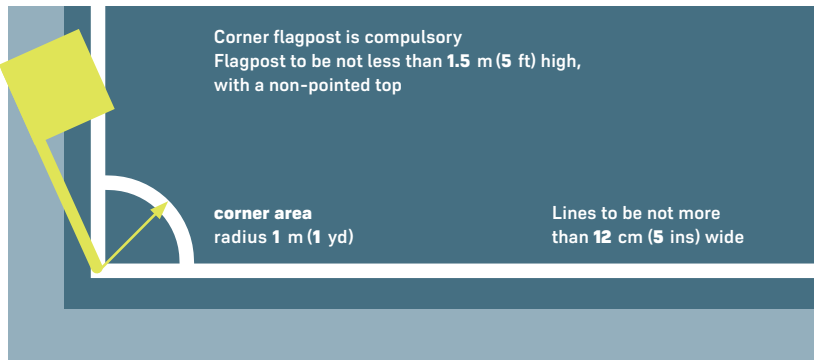 Corner flagpost is compulsory
Flagpost to be not less than 1.5 m (5 ft) high,
with a non-pointed top
corner area
radius 1 m (1 yd)
Lines to be not more
than 12 cm (5 ins) wide